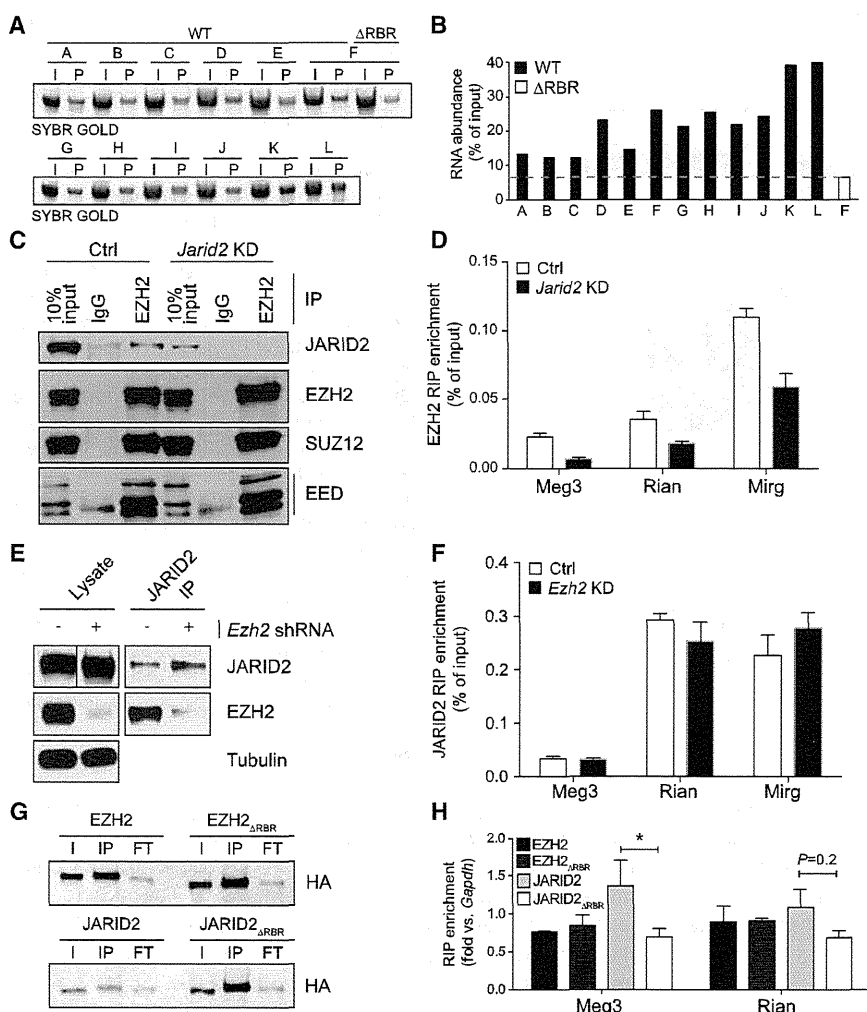 A
WT
ΔRBR
A B C D E F
I P I P I P I P I P I P I P
SYBR GOLD
G H I J K L
I P I P I P I P I P I P
SYBR GOLD
B
RNA abundance
(% of input)
40
30
20
10
0
WT
ΔRBR
A B C D E F G H I J K L F
C
Ctrl Jarid2 KD
10% input IgG EZH2 10% input IgG EZH2
IP
JARID2
EZH2
SUZ12
EED
D
EZH2 RIP enrichment
(% of input)
0.15
0.10
0.05
0.00
Ctrl
Jarid2 KD
Meg3 Rian Mirg
E
Lysate JARID2 IP
- + - + Ezh2 shRNA
JARID2
EZH2
Tubulin
F
JARID2 RIP enrichment
(% of input)
0.4
0.3
0.2
0.1
0.0
Ctrl
Ezh2 KD
Meg3 Rian Mirg
G
EZH2 EZH2ΔRBR
I IP FT I IP FT
HA
JARID2 JARID2ΔRBR
I IP FT I IP FT
HA
H
RIP enrichment
(fold vs. Gapdh)
2.0
1.5
1.0
0.5
0.0
EZH2
EZH2ΔRBR
JARID2
JARID2ΔRBR
*
P=0.2
Meg3 Rian